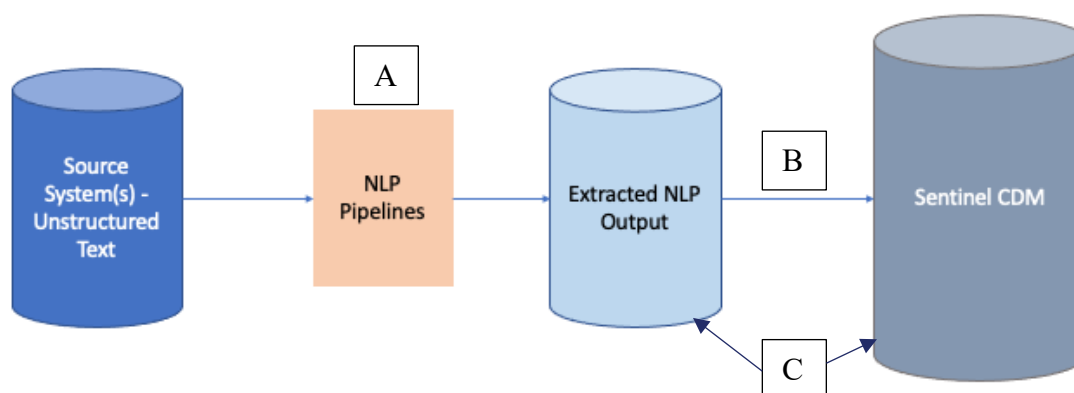 A
Source
System(s) -
Unstructured
Text
NLP
Pipelines
Extracted NLP
Output
B
Sentinel CDM
C